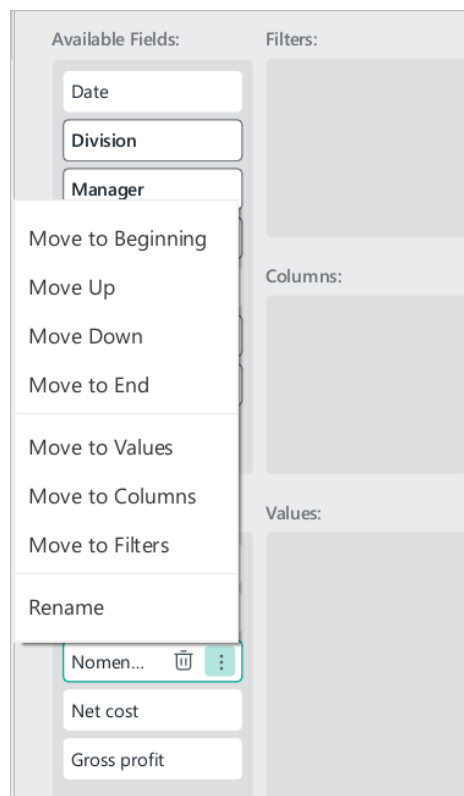 Available Fields:
Filters:
Date
Division
Manager
Move to Beginning
Move Up
Columns:
Move Down
Move to End
Move to Values
Move to Columns
Values:
Move to Filters
Rename
Nomen...
Net cost
Gross profit